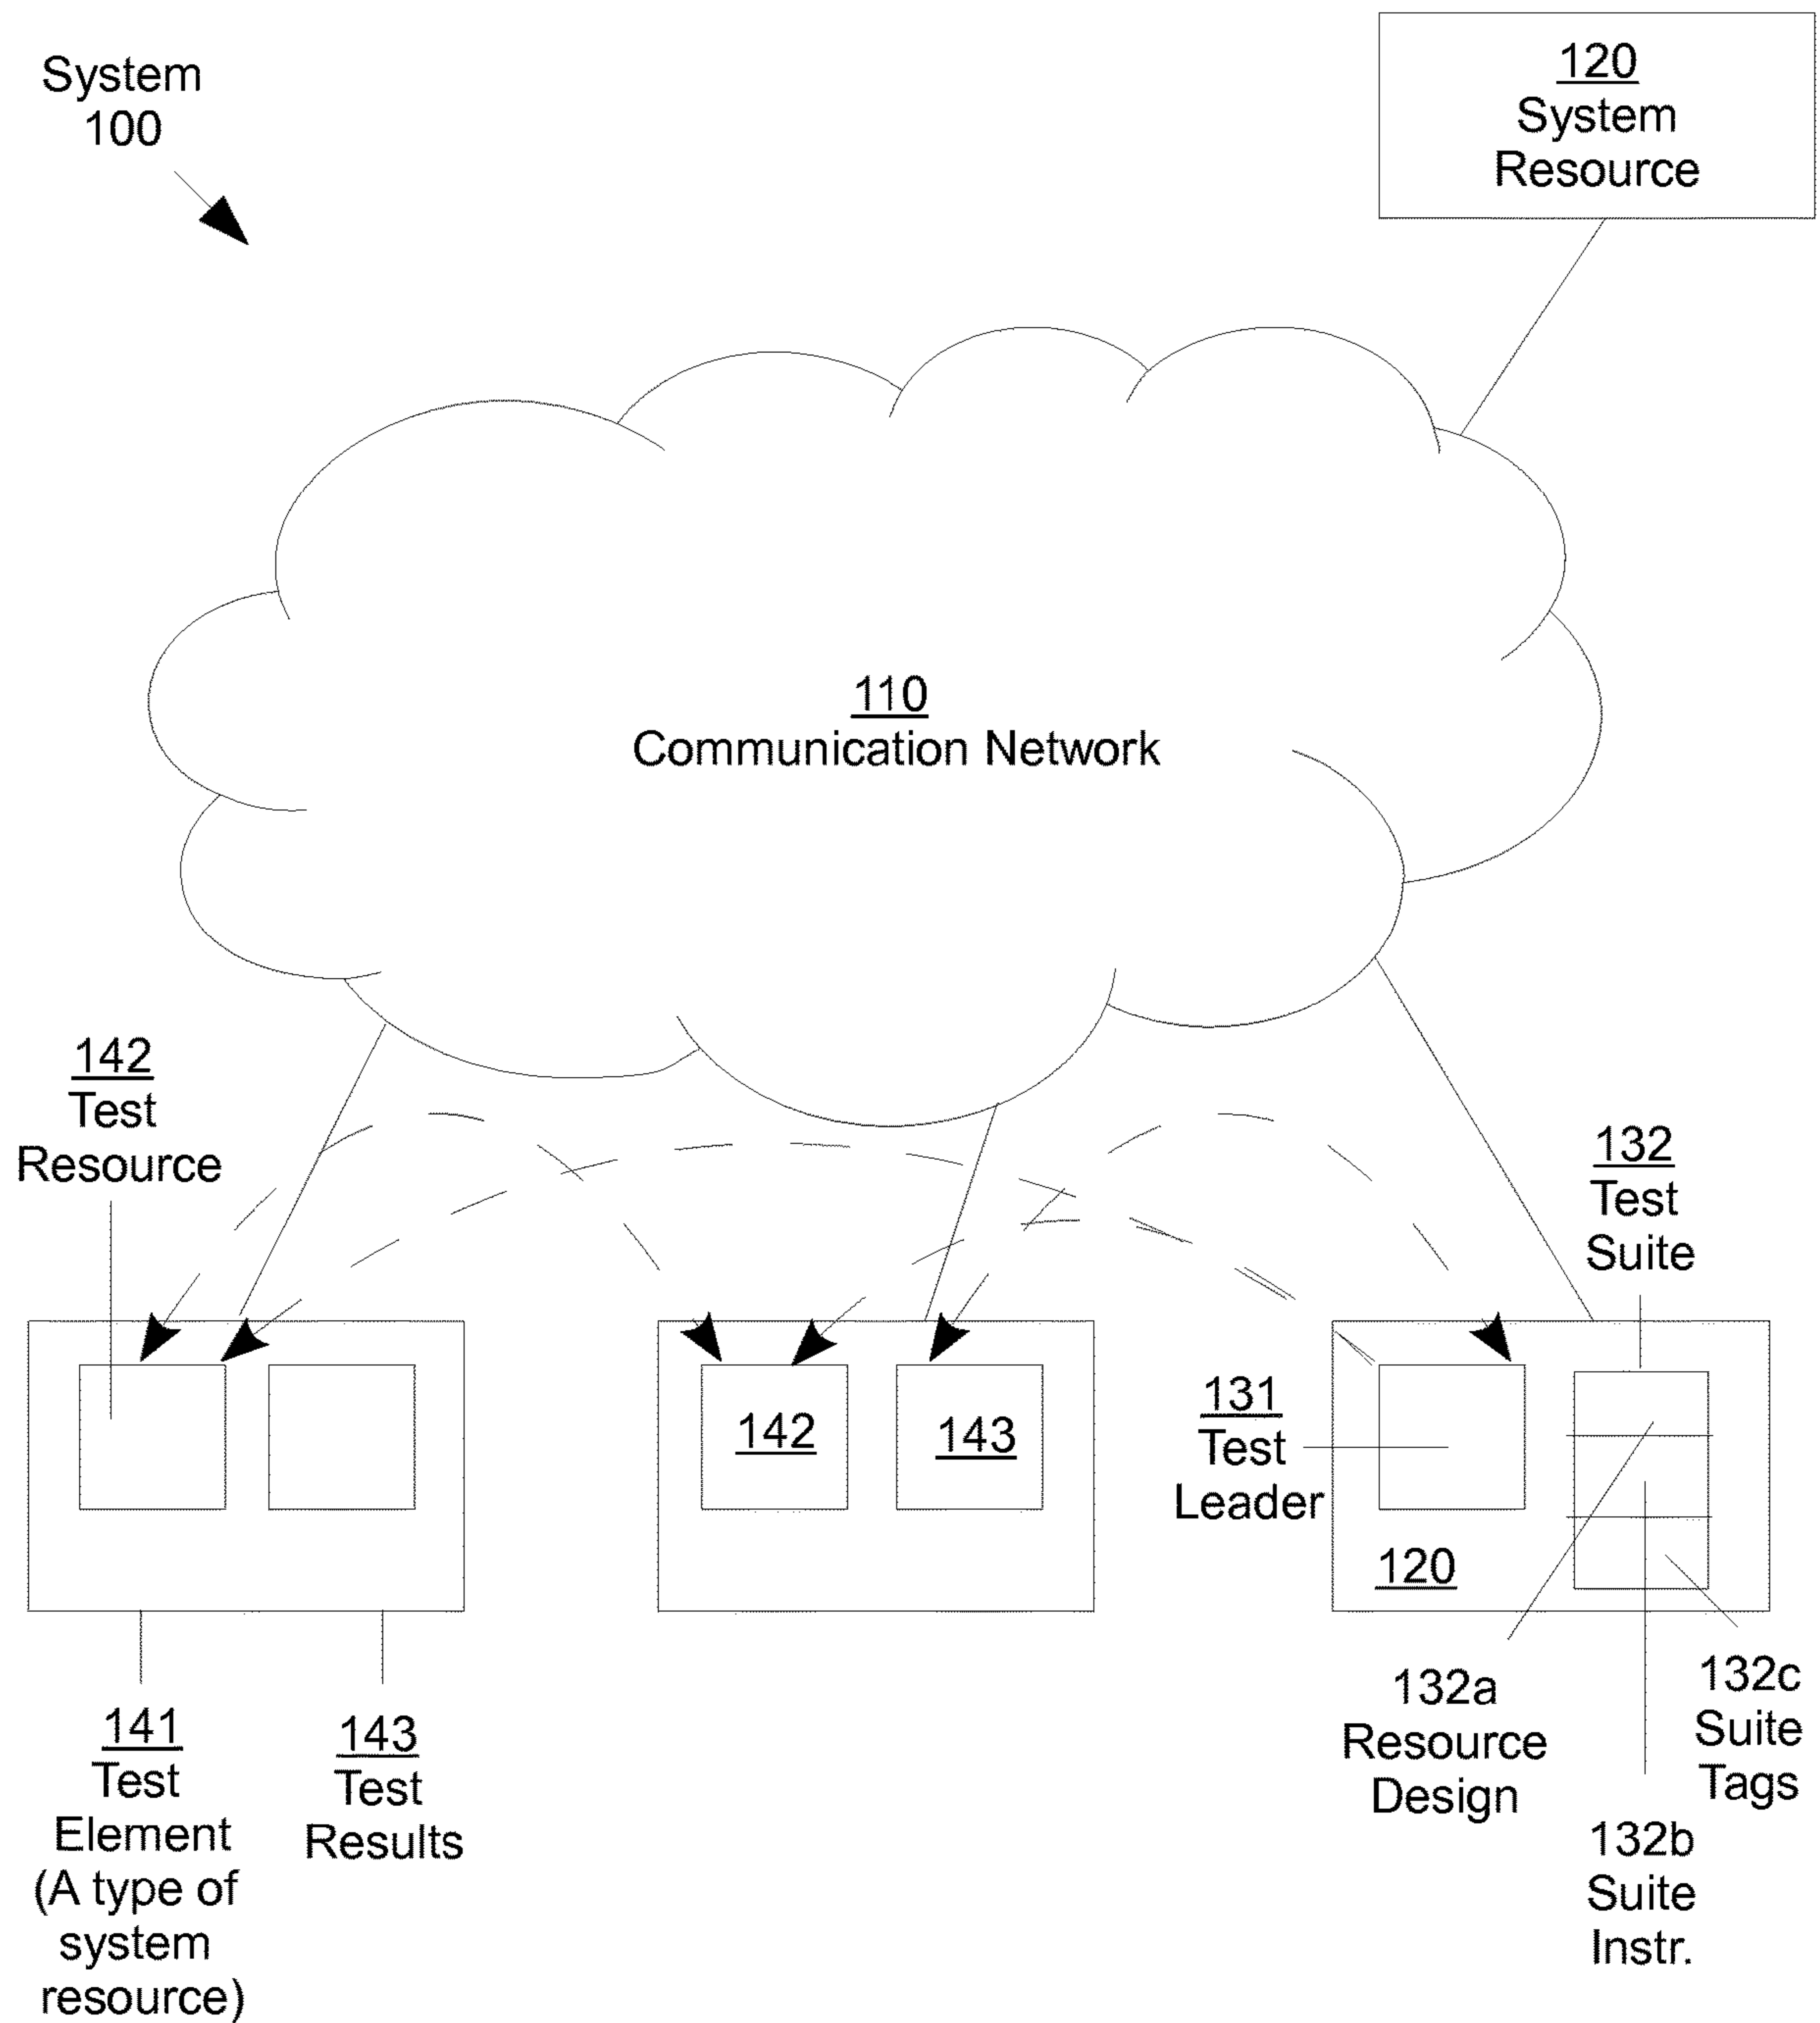 System
100
120
System
Resource
110
Communication Network
142
Test
Resource
132
Test
Suite
131
Test
Leader
142
143
120
141
Test
Element
(A type of
system
resource)
143
Test
Results
132a
Resource
Design
132b
Suite
Instr.
132c
Suite
Tags